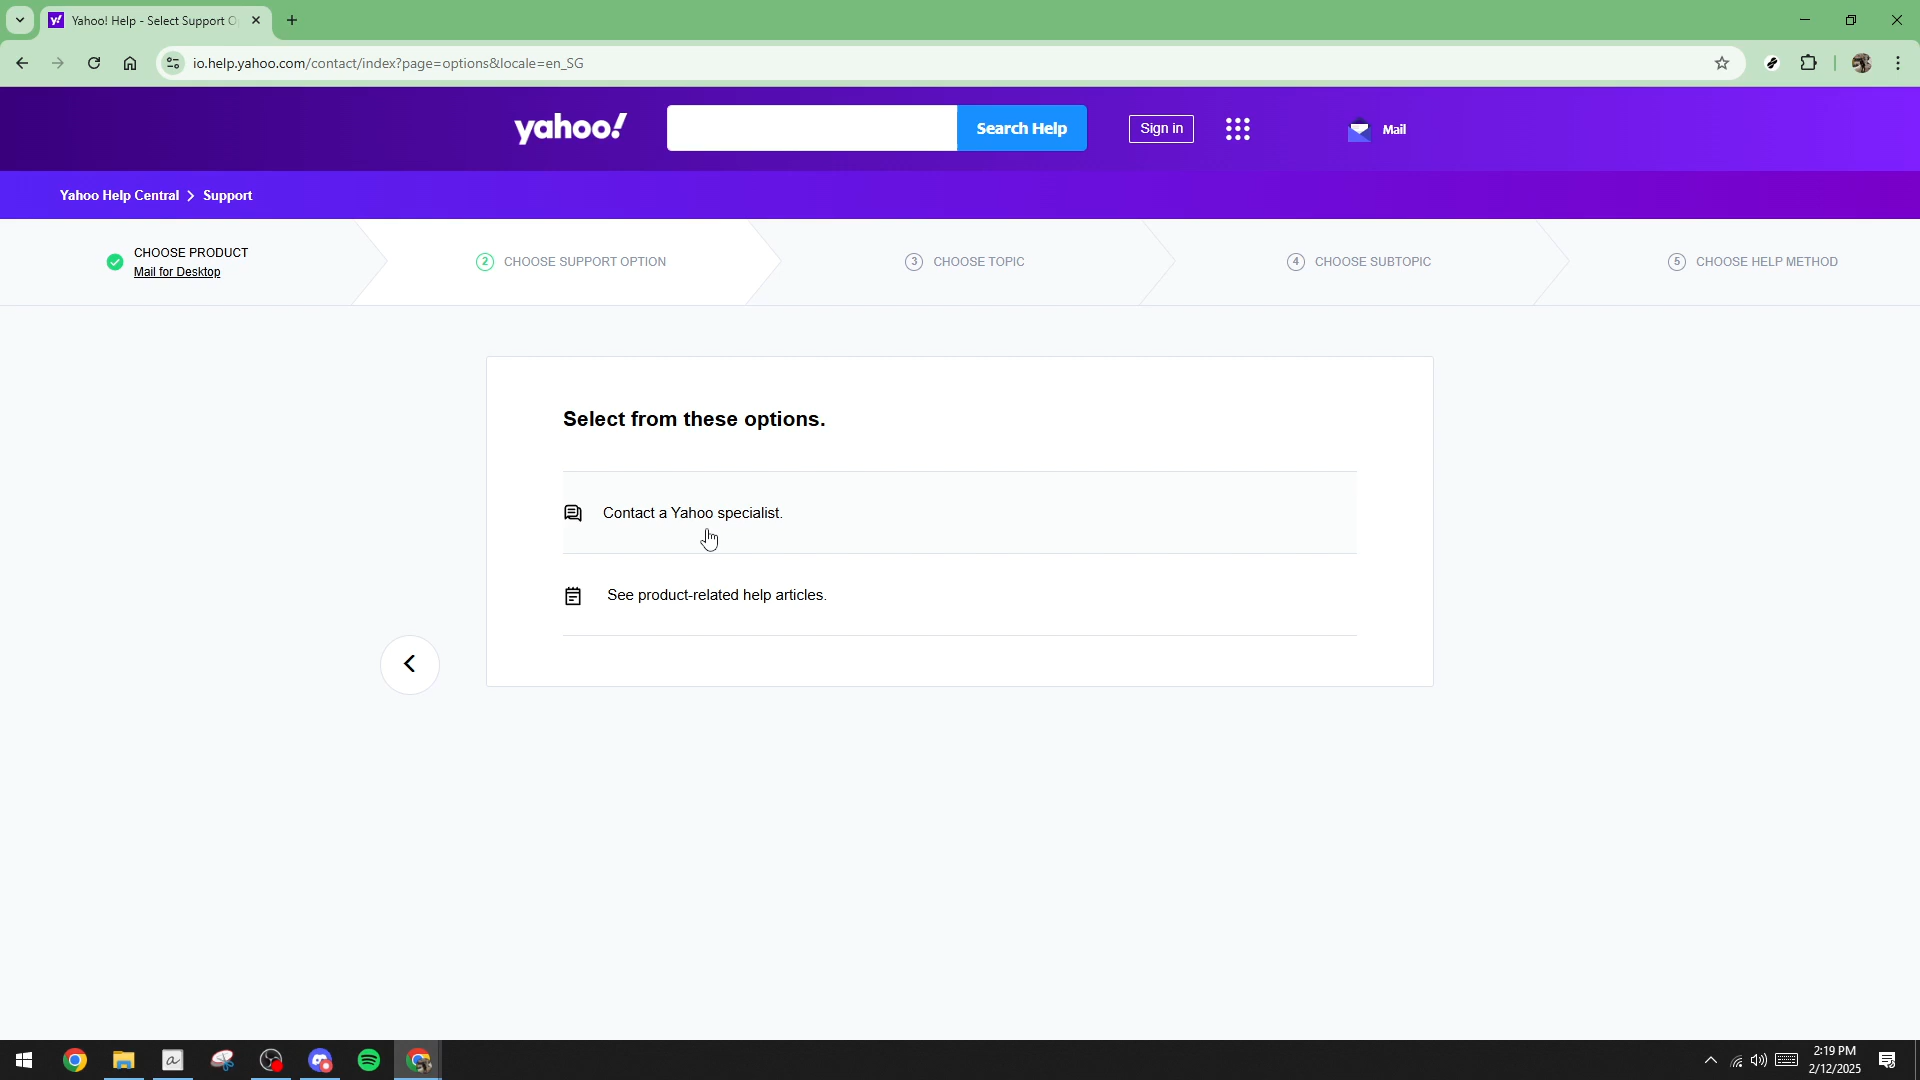 Yahoo! Help - Select Support O
io.help.yahoo.com/contact/index?page=options&locale=en_SG
yahoo!
Search Help
Sign in
Mail
Yahoo Help Central > Support
CHOOSE PRODUCT
Mail for Desktop
2 CHOOSE SUPPORT OPTION
3 CHOOSE TOPIC
4 CHOOSE SUBTOPIC
5 CHOOSE HELP METHOD
Select from these options.
Contact a Yahoo specialist.
See product-related help articles.
2:19 PM
2/12/2025